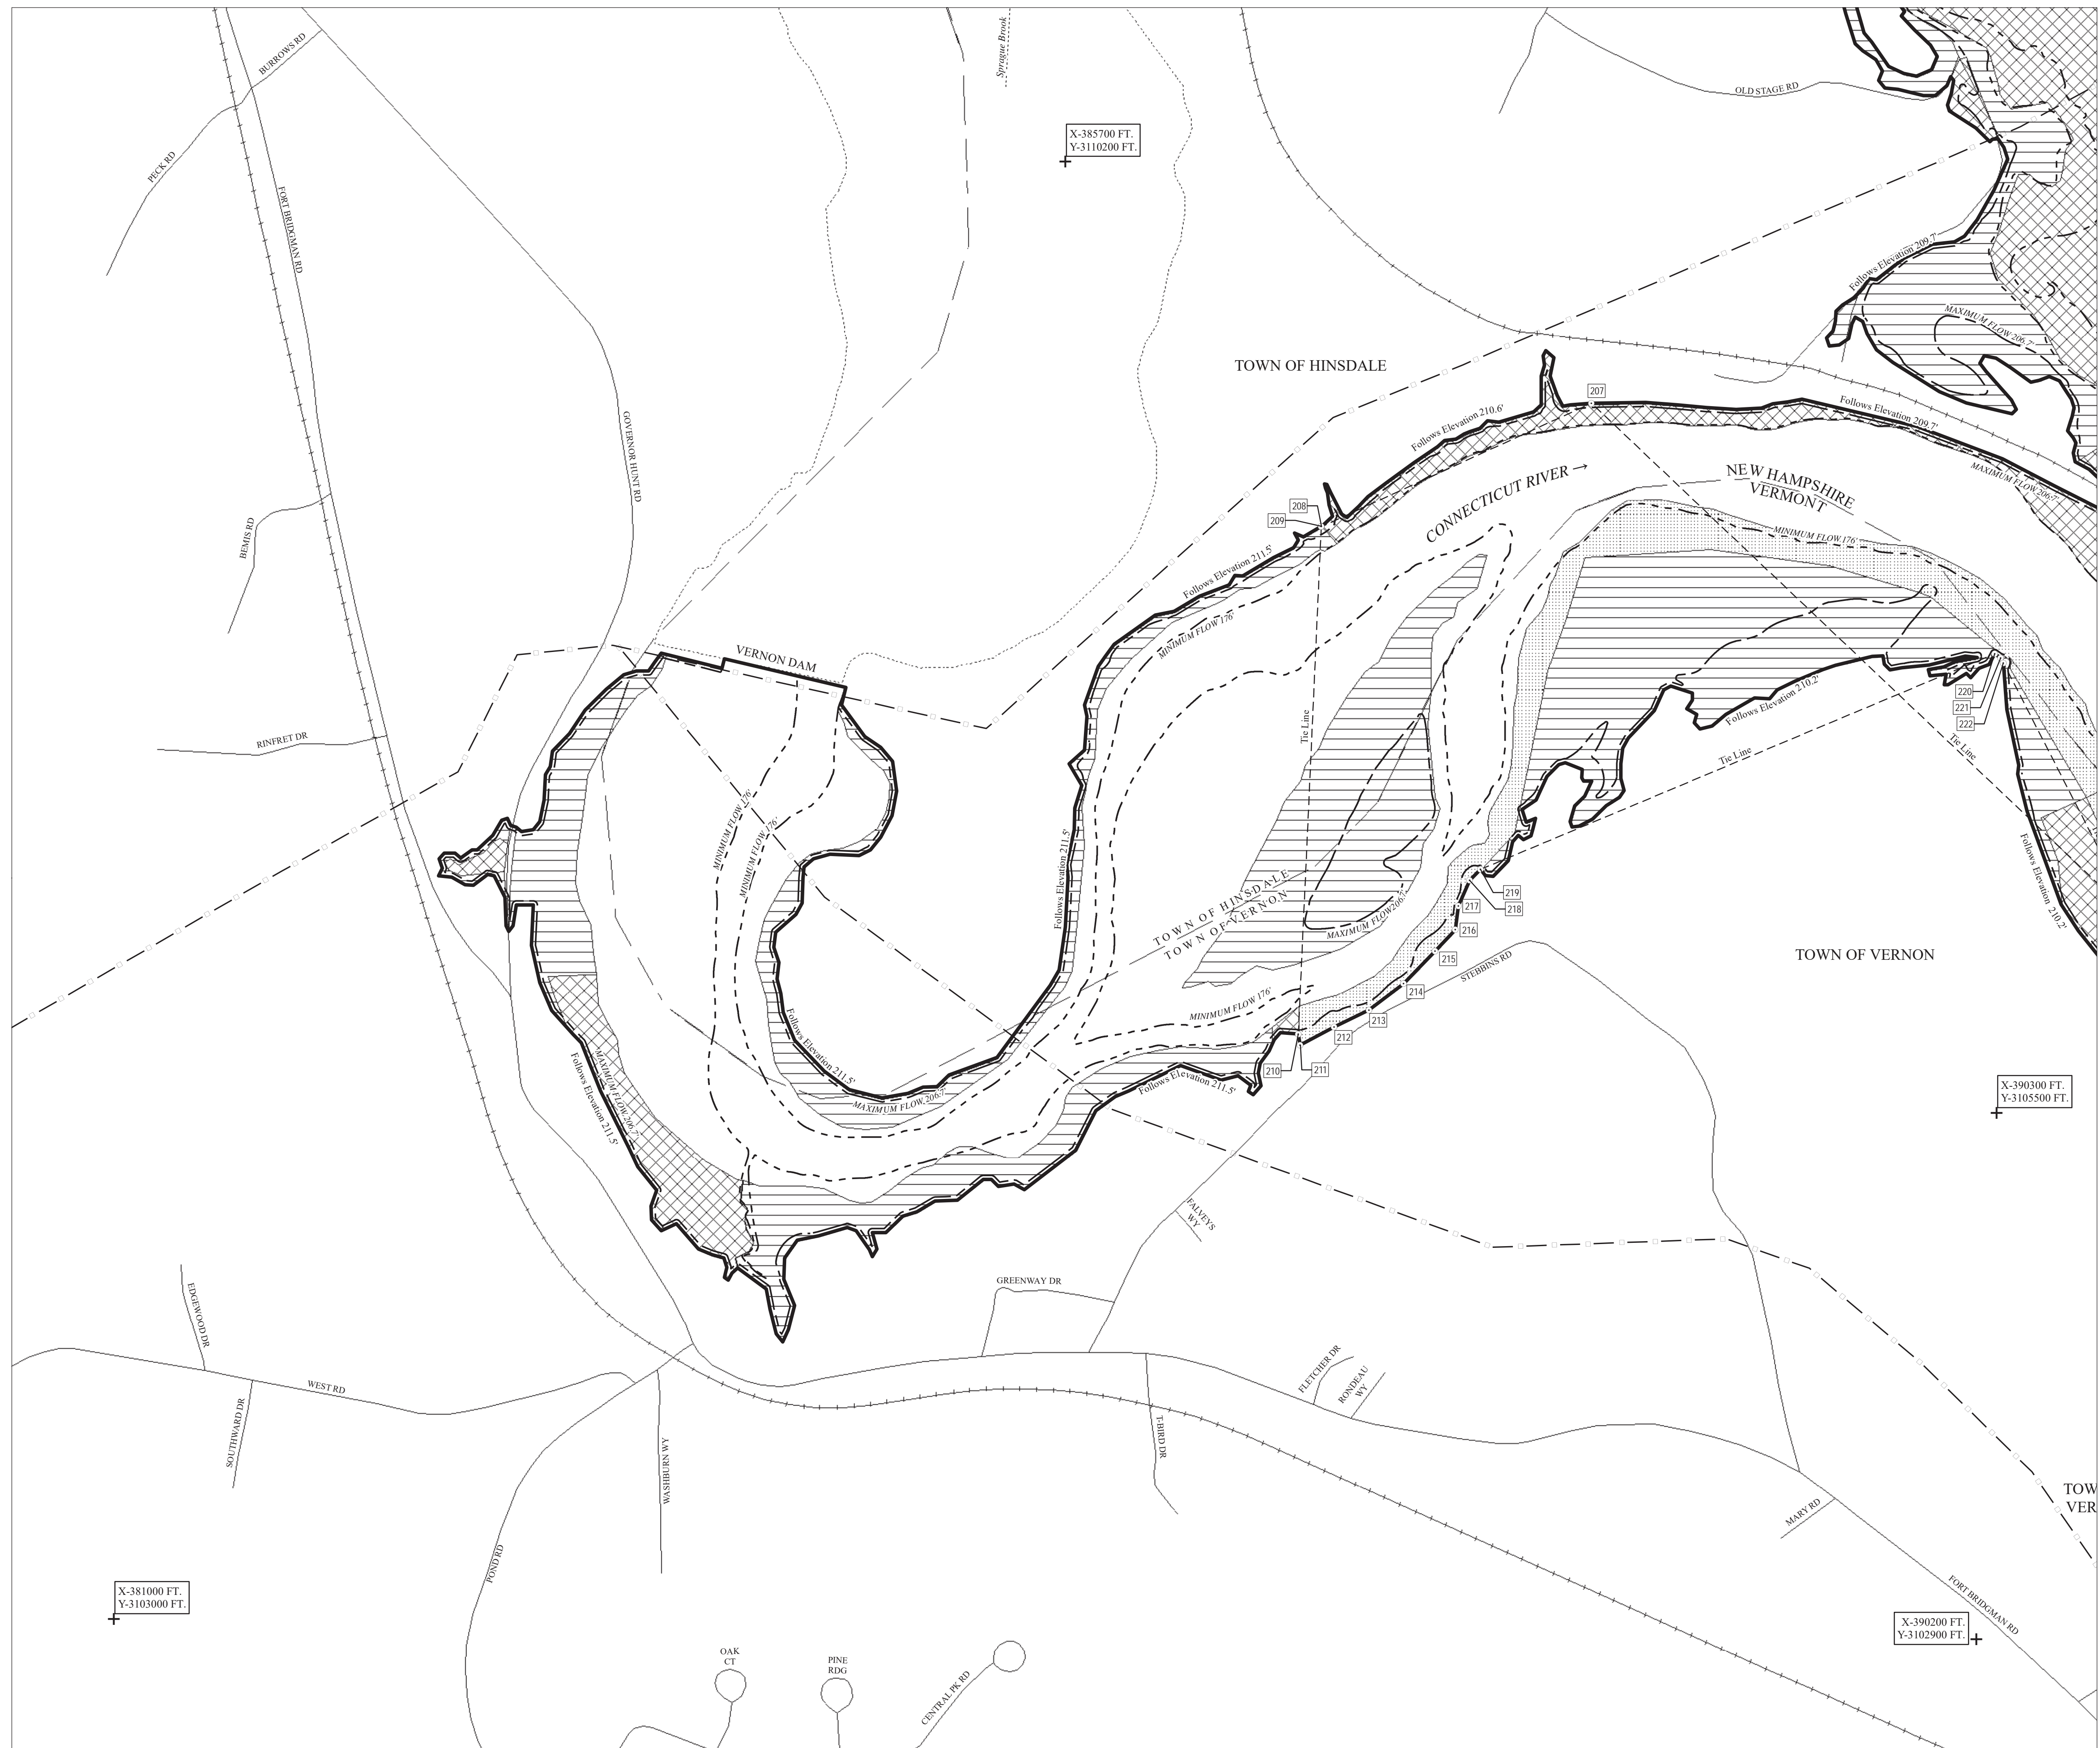 BURROWS RD
Sprague Brook
OLD STAGE RD
X-385700 FT.
Y-3110200 FT.
PECK RD
FORT BRIDGMAN RD
Follows Elevation 209.7'
MAXIMUM FLOW 206.7'
TOWN OF HINSDALE
207
Follows Elevation 210.6'
Follows Elevation 209.7'
GOVERNOR HUNT RD
CONNECTICUT RIVER →
NEW HAMPSHIRE
VERMONT
MAXIMUM FLOW 206.7'
208
209
BEMIS RD
MINIMUM FLOW 176'
Follows Elevation 211.5'
MINIMUM FLOW 176'
VERNON DAM
220
221
222
Follows Elevation 210.2'
RINFRET DR
Tie Line
Tie Line
Tie Line
MINIMUM FLOW 176'
MINIMUM FLOW 176'
Follows Elevation 211.5'
TOWN OF HINSDALE
TOWN OF VERNON
MAXIMUM FLOW 206.7'
219
218
217
216
215
214
213
212
211
210
STEBBINS RD
Follows Elevation 210.2'
TOWN OF VERNON
MINIMUM FLOW 176'
Follows Elevation 211.5'
MAXIMUM FLOW 206.7'
Follows Elevation 211.5'
MAXIMUM FLOW 206.7'
Follows Elevation 211.5'
X-390300 FT.
Y-3105500 FT.
FALVEYS
WY
GREENWAY DR
EDGEWOOD DR
WEST RD
SOUTHWARD DR
WASHBURN WY
T-BIRD DR
FLETCHER DR
RONDEAU
WY
TOW
VER
MARY RD
POND RD
X-381000 FT.
Y-3103000 FT.
FORT BRIDGMAN RD
X-390200 FT.
Y-3102900 FT.
OAK
CT
PINE
RDG
CENTRAL PK RD